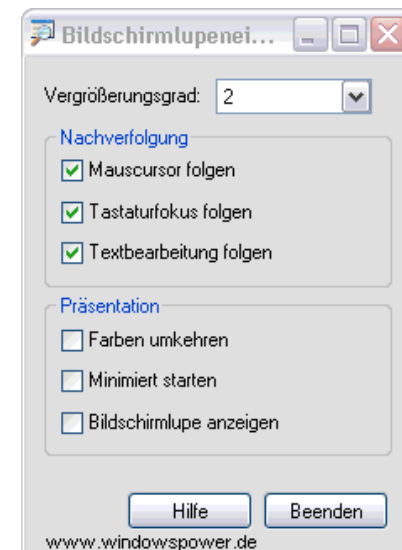 Bildschirmlupenei...
Vergrößerungsgrad: 2
Nachverfolgung
Mauscursor folgen
Tastaturfokus folgen
Textbearbeitung folgen
Präsentation
Farben umkehren
Minimiert starten
Bildschirmlupe anzeigen
Hilfe Beenden
www.windowspower.de